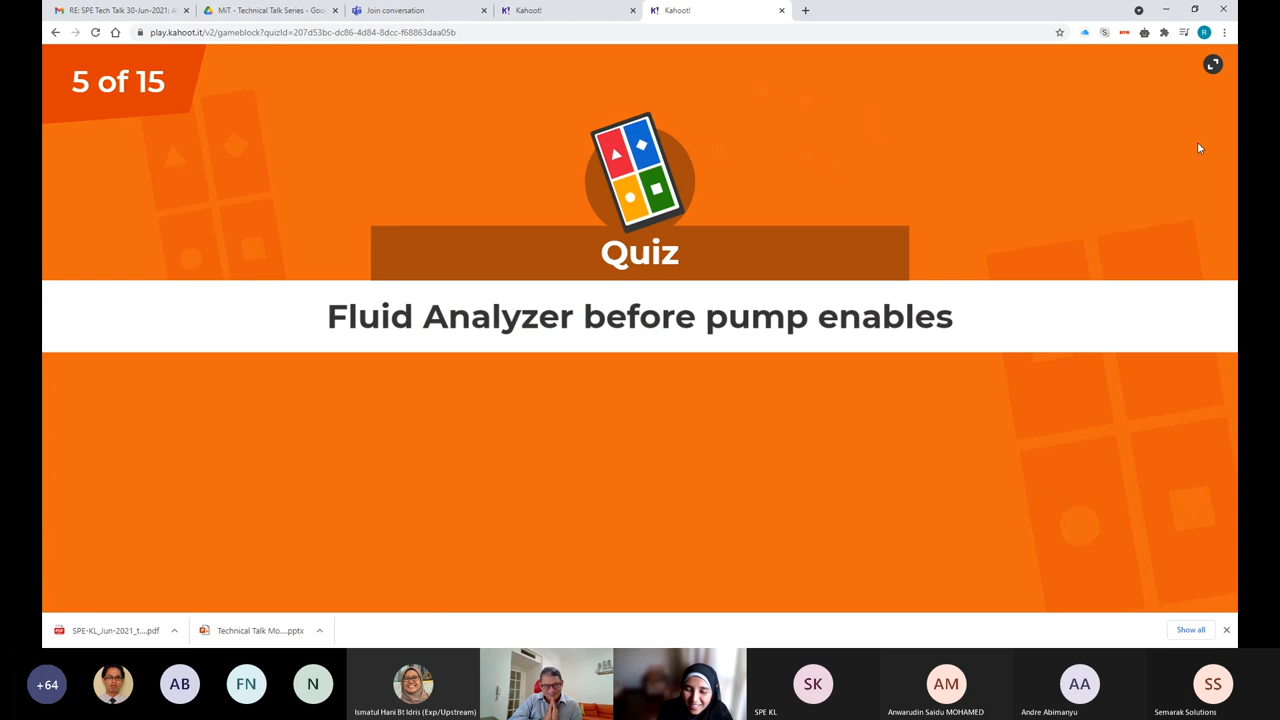 RE: SPE Tech Talk 30-Jun-2021: A
MiT - Technical Talk Series - Goo
Join conversation
Kahoot!
Kahoot!
play.kahoot.it/v2/gameblock?quizId=207d53bc-dc86-4d84-8dcc-f68863daa05b
R
5 of 15
Quiz
Fluid Analyzer before pump enables
SPE-KL_Jun-2021_t....pdf
Technical Talk Mo....pptx
Show all
+64
AB
FN
N
Ismatul Hani Bt Idris (Exp/Upstream)
SK
SPE KL
AM
Anwarudin Saidu MOHAMED
AA
Andre Abimanyu
SS
Semarak Solutions